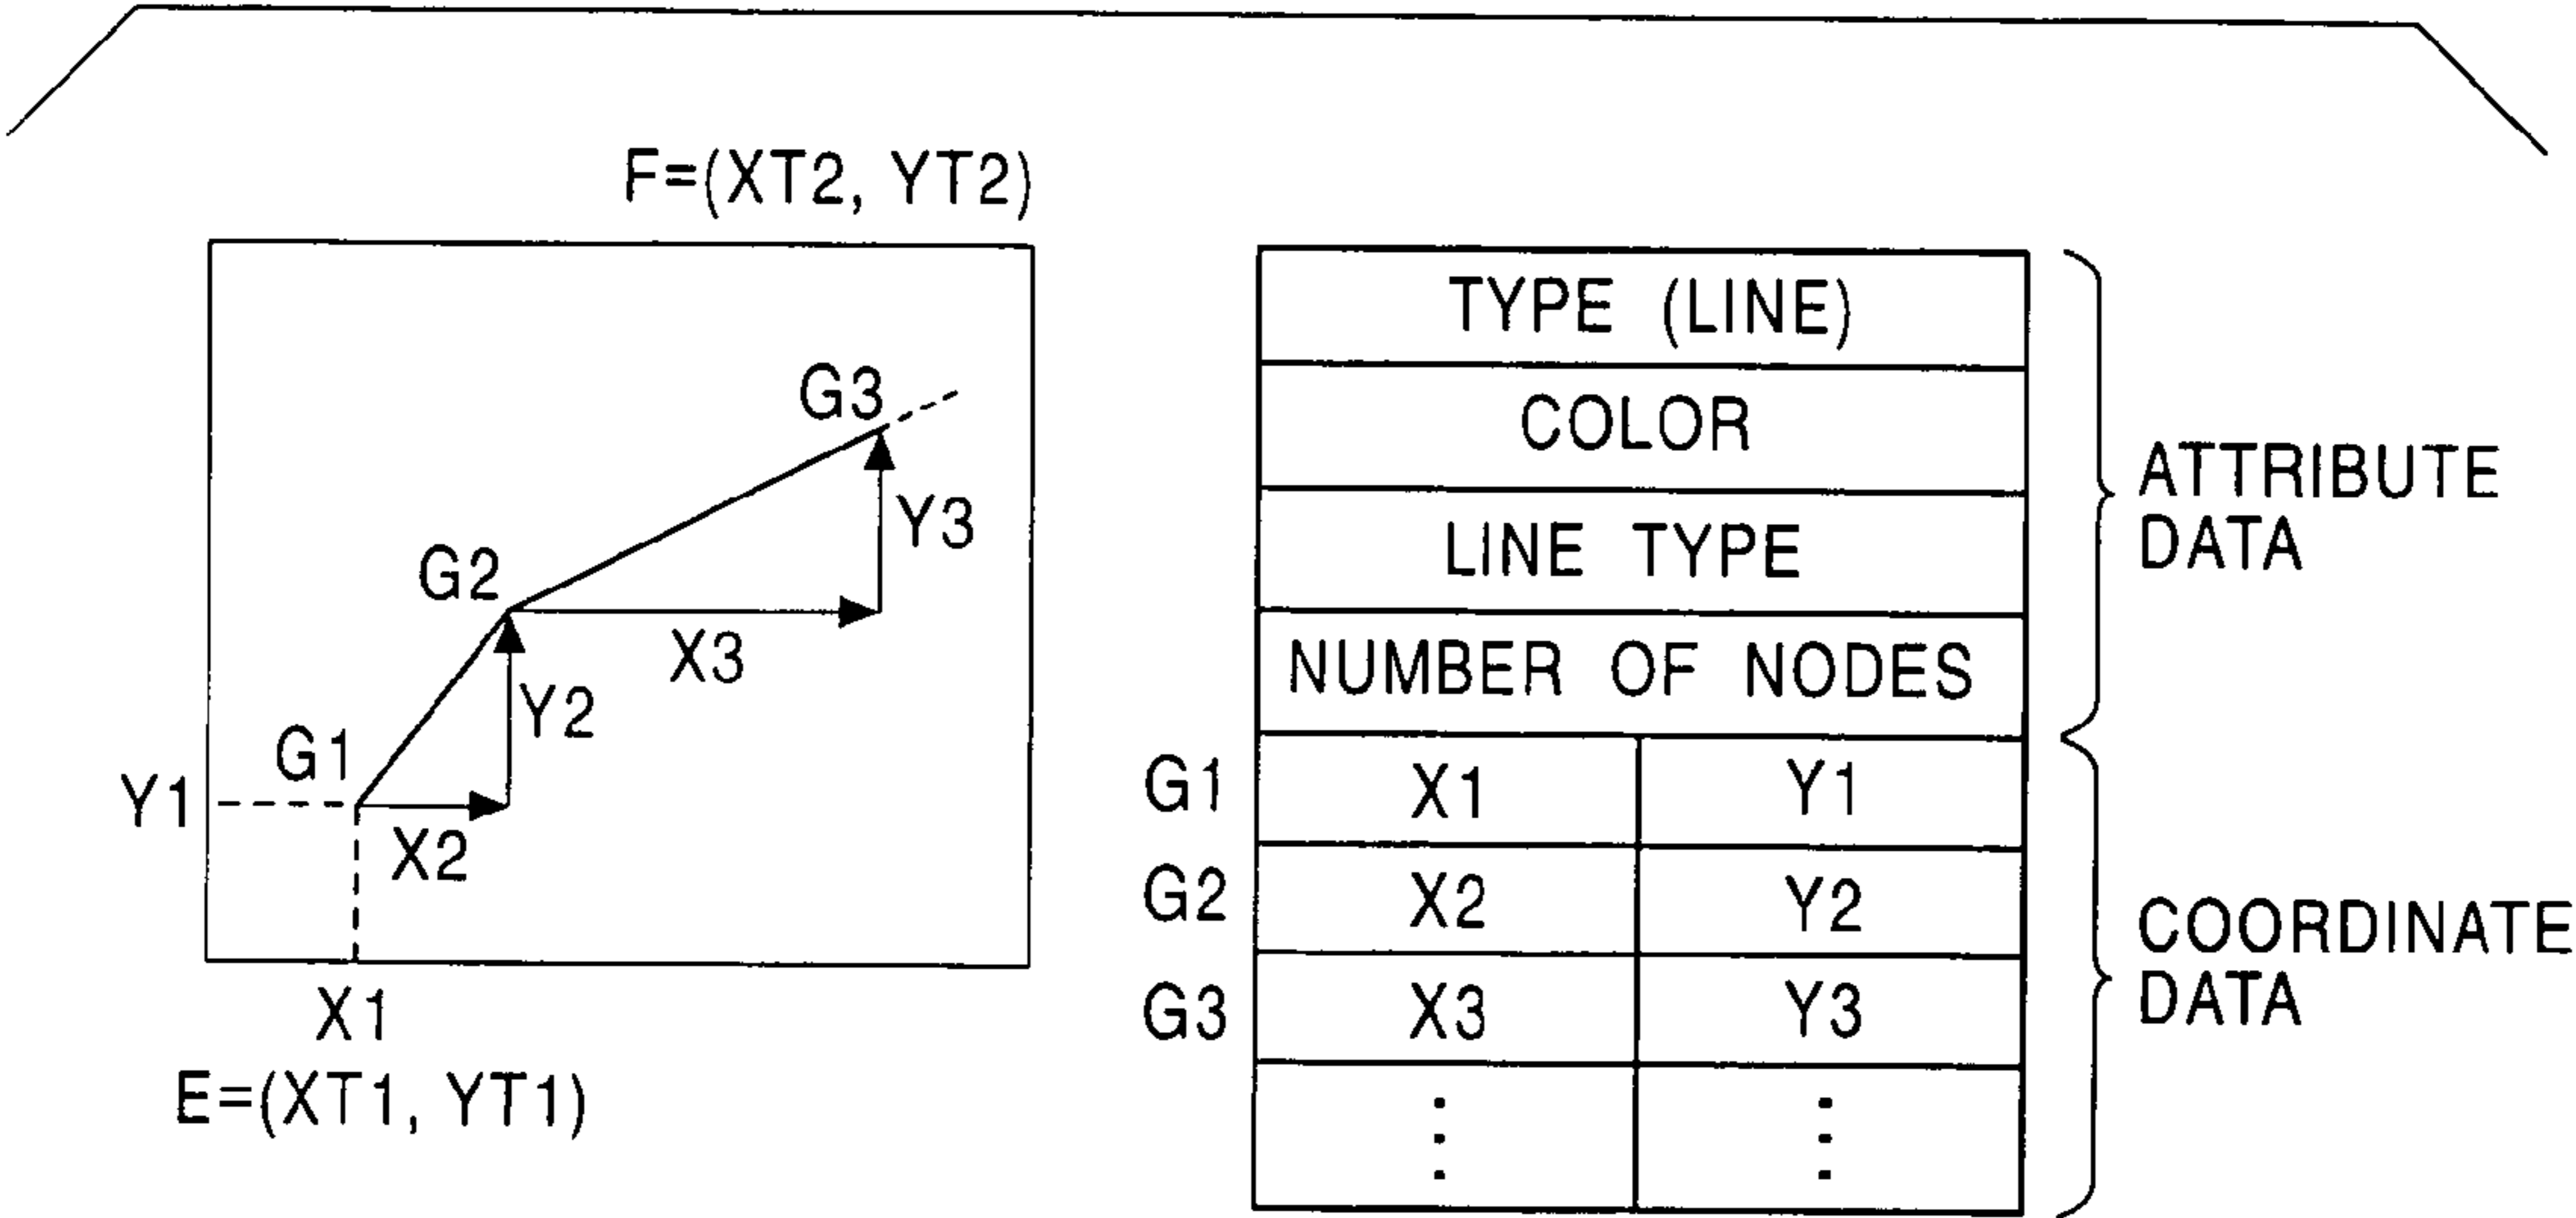 F=(XT2, YT2)
G3
Y3
G2
X3
Y2
G1
Y1
X2
X1
E=(XT1, YT1)
TYPE (LINE)
COLOR
LINE TYPE
NUMBER OF NODES
G1 X1 Y1
G2 X2 Y2
G3 X3 Y3
ATTRIBUTE
DATA
COORDINATE
DATA